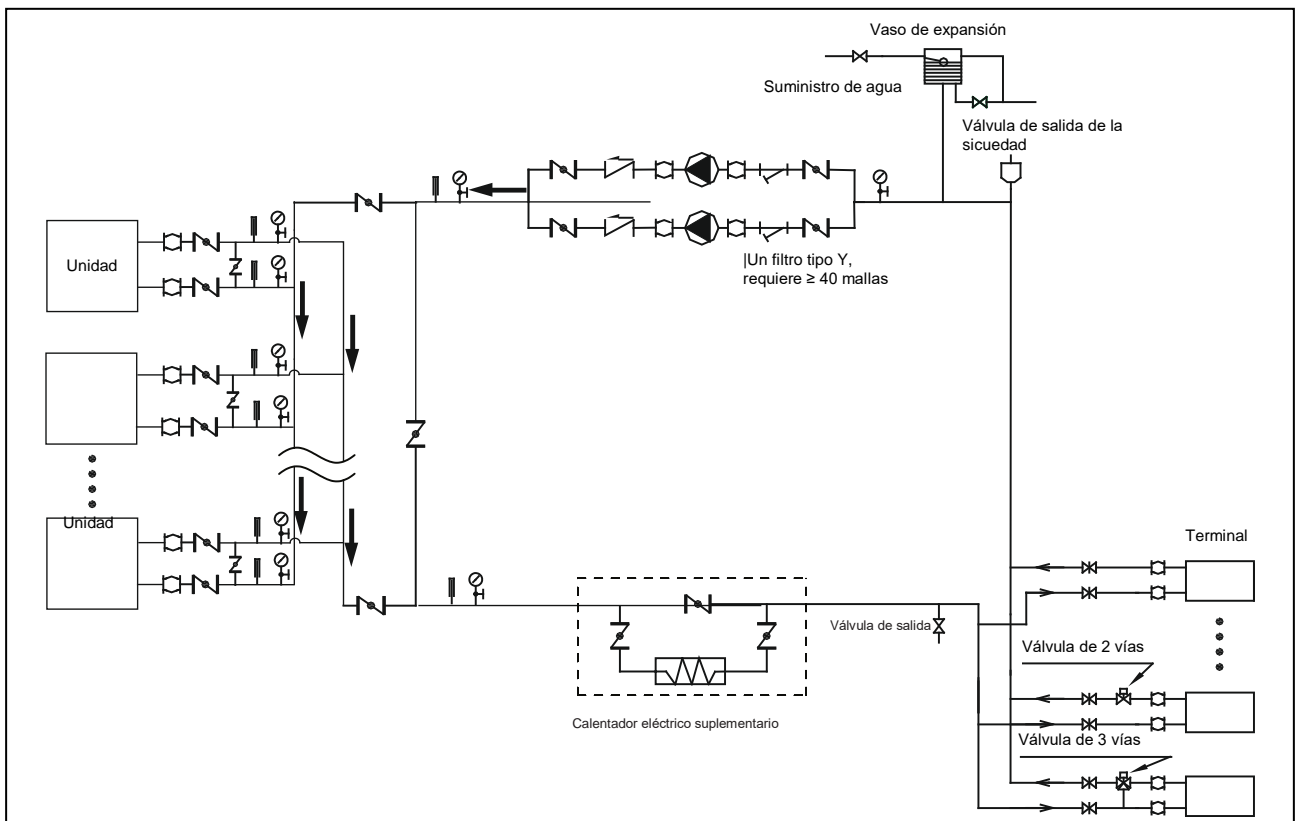 Vaso de expansión
Suministro de agua
Válvula de salida de la
sicuedad
|Un filtro tipo Y,
requiere ≥ 40 mallas
Unidad
Unidad
Terminal
Válvula de salida
Válvula de 2 vías
Calentador eléctrico suplementario
Válvula de 3 vías